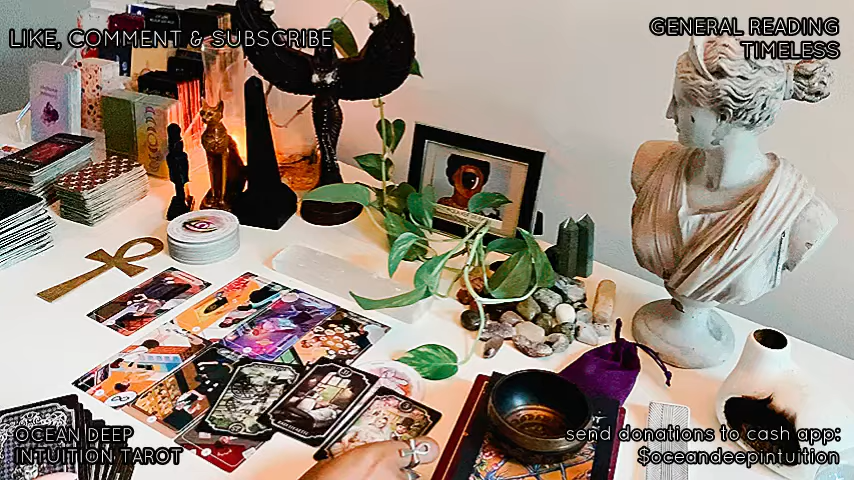 LIKE, COMMENT & SUBSCRIBE
GENERAL READING
TIMELESS
OCEAN DEEP
INTUITION TAROT
send donations to cash app:
$oceandeepintuition